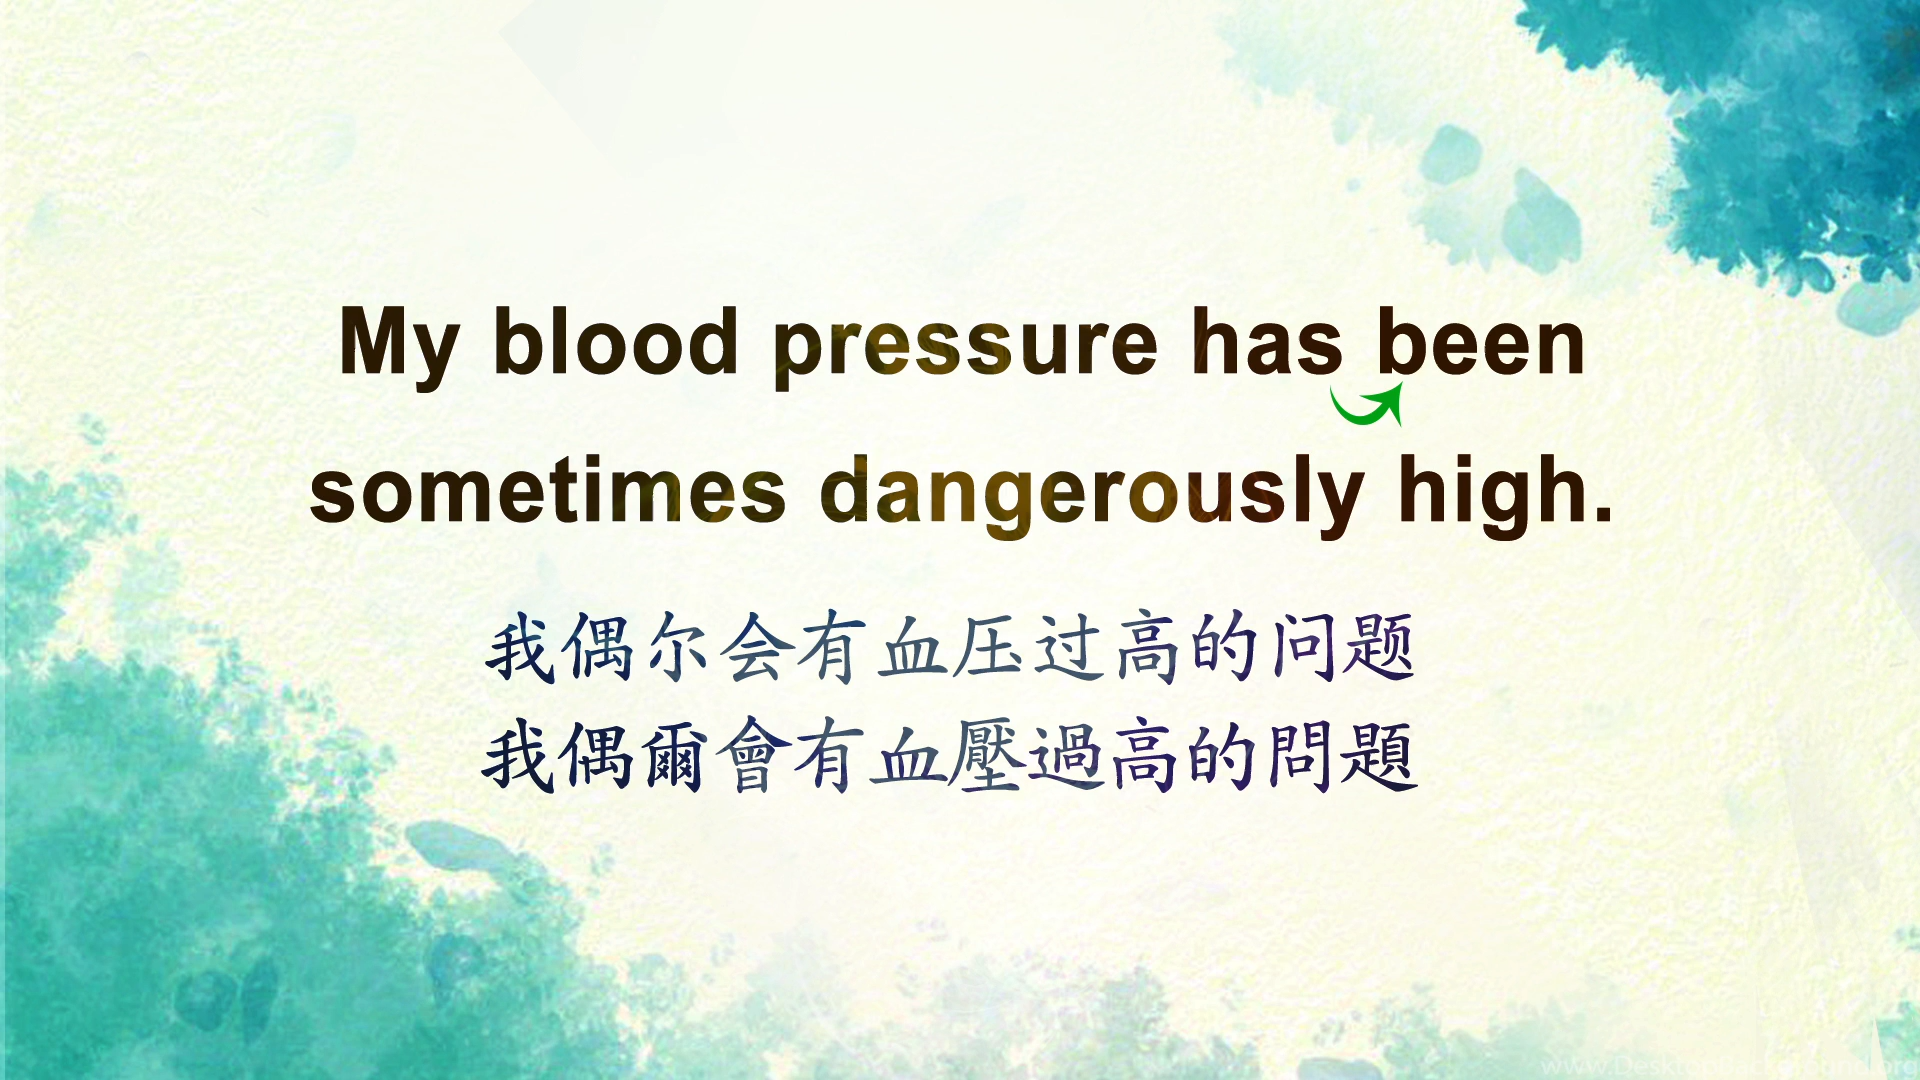 My blood pressure has been
sometimes dangerously high.
我偶尔会有血压过高的问题
我偶爾會有血壓過高的問題